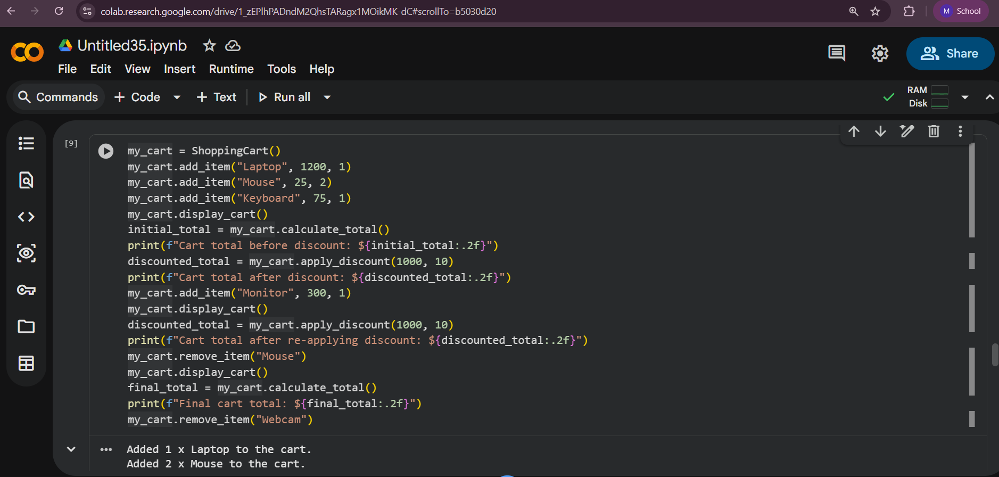 colab.research.google.com/drive/1_zEPlhPADndM2QhsTARagx1MOikMK-dC#scrollTo=b5030d20
M School
CO Untitled35.ipynb
File Edit View Insert Runtime Tools Help
Share
Commands + Code + Text Run all
RAM
Disk
[9]
my_cart = ShoppingCart()
my_cart.add_item("Laptop", 1200, 1)
my_cart.add_item("Mouse", 25, 2)
my_cart.add_item("Keyboard", 75, 1)
my_cart.display_cart()
initial_total = my_cart.calculate_total()
print(f"Cart total before discount: ${initial_total:.2f}")
discounted_total = my_cart.apply_discount(1000, 10)
print(f"Cart total after discount: ${discounted_total:.2f}")
my_cart.add_item("Monitor", 300, 1)
my_cart.display_cart()
discounted_total = my_cart.apply_discount(1000, 10)
print(f"Cart total after re-applying discount: ${discounted_total:.2f}")
my_cart.remove_item("Mouse")
my_cart.display_cart()
final_total = my_cart.calculate_total()
print(f"Final cart total: ${final_total:.2f}")
my_cart.remove_item("Webcam")
Added 1 x Laptop to the cart.
Added 2 x Mouse to the cart.